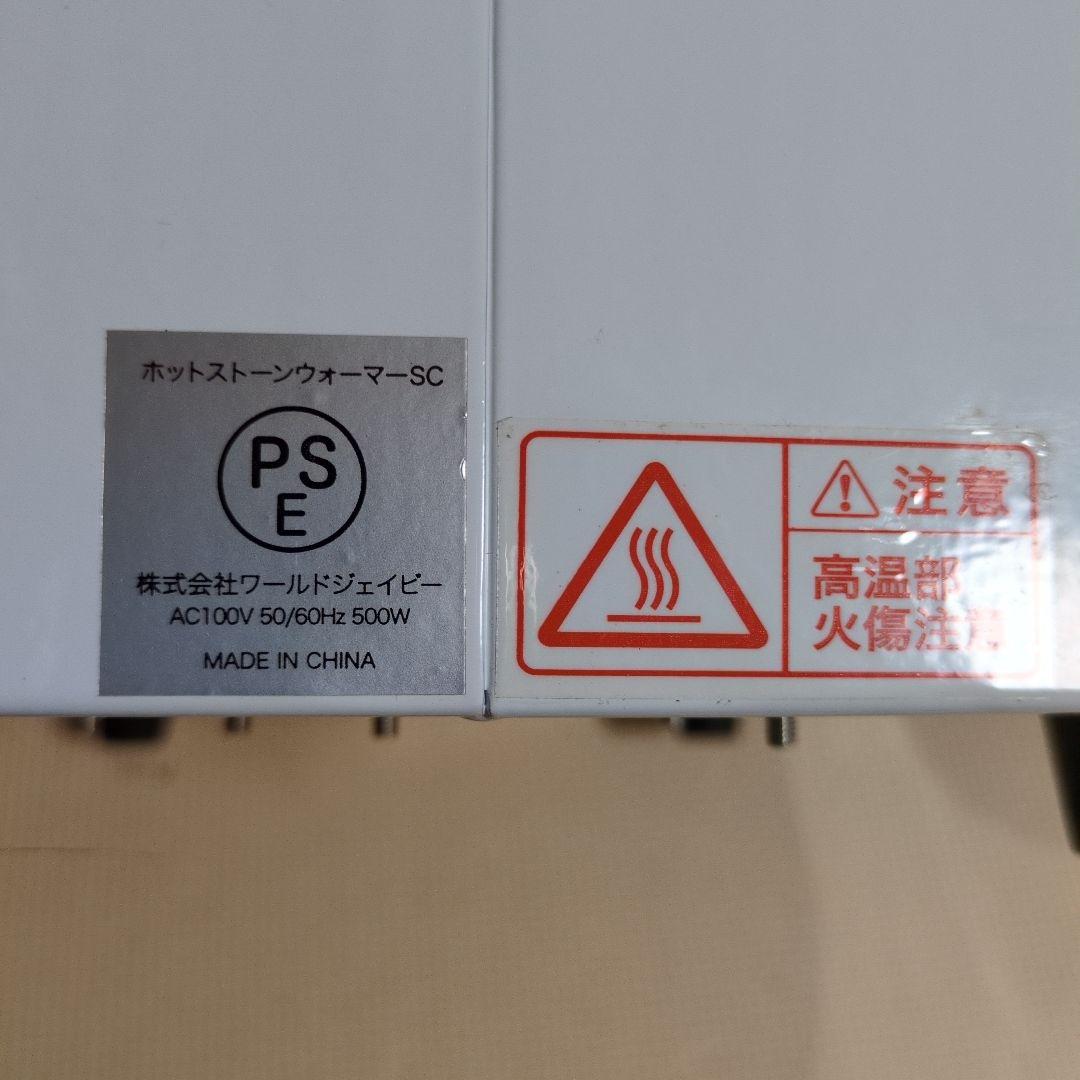 ホットストーンウォーマーSC
PS
E
株式会社ワールドジェイビー
AC100V 50/60Hz 500W
MADE IN CHINA
注意
高温部
火傷注意